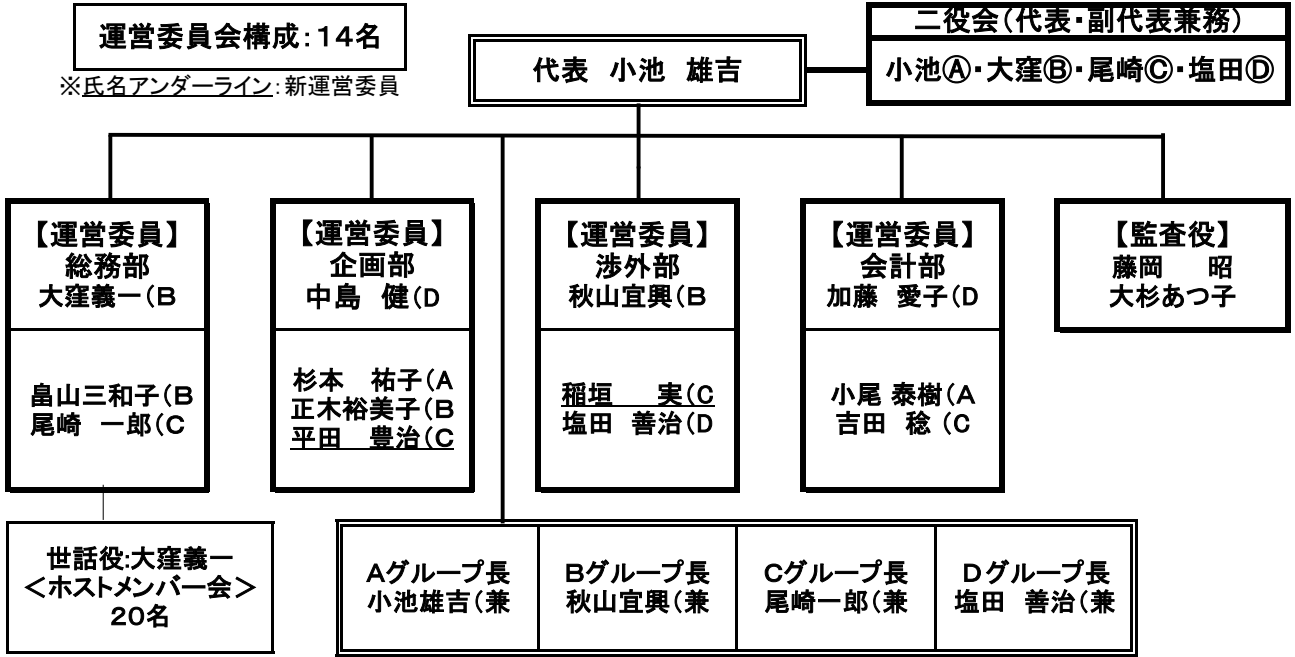 運営委員会構成：１４名
※氏名アンダーライン：新運営委員
代表　小池　雄吉
二役会（代表・副代表兼務）
小池Ⓐ・大窪Ⓑ・尾崎Ⓒ・塩田Ⓓ
【運営委員】
総務部
大窪義一（Ｂ
畠山三和子（Ｂ
尾崎　一郎（Ｃ
【運営委員】
企画部
中島　健（Ｄ
杉本　祐子（Ａ
正木裕美子（Ｂ
平田　豊治（Ｃ
【運営委員】
渉外部
秋山宜興（Ｂ
稲垣　実（Ｃ
塩田　善治（Ｄ
【運営委員】
会計部
加藤　愛子（Ｄ
小尾 泰樹（Ａ
吉田　稔（Ｃ
【監査役】
藤岡　昭
大杉あつ子
世話役:大窪義一
＜ホストメンバー会＞
２０名
Ａグループ長
小池雄吉（兼
Ｂグループ長
秋山宜興（兼
Ｃグループ長
尾崎一郎（兼
Ｄグループ長
塩田　善治（兼